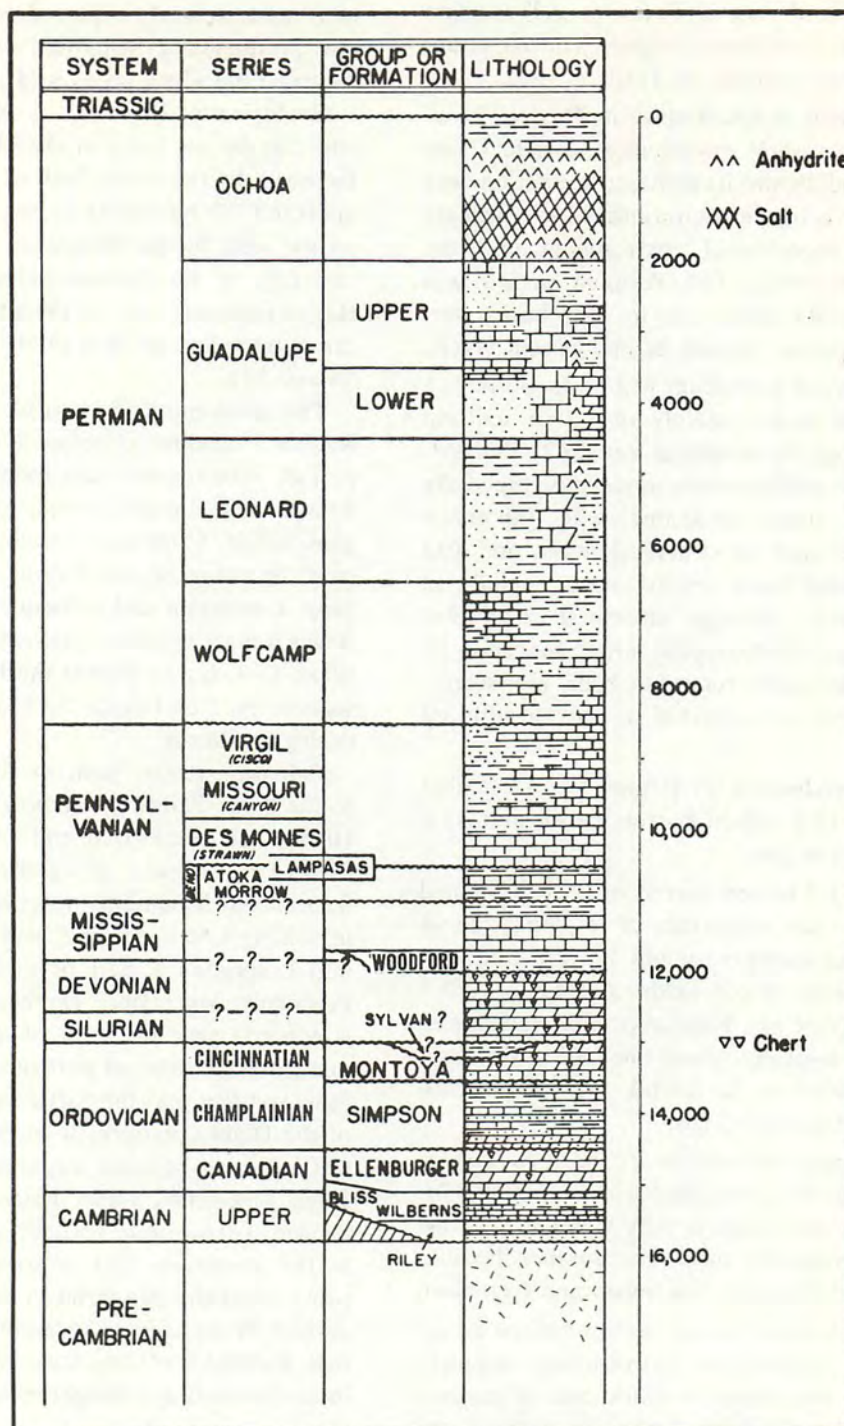 SYSTEM SERIES GROUP OR FORMATION LITHOLOGY
TRIASSIC
0
^ ^ Anhydrite
OCHOA
Salt
2000
UPPER
GUADALUPE
PERMIAN
LOWER
4000
LEONARD
6000
WOLFCAMP
8000
VIRGIL
(CISCO)
MISSOURI
(CANYON)
PENNSYL-
VANIAN
10,000
DES MOINES
(STRAWN)
LAMPASAS
ATOKA
MORROW
? ? ?
MISSIS-
SIPPIAN
? ? ?
WOODFORD
12,000
DEVONIAN
? ? ?
SYLVAN ?
SILURIAN
Chert
CINCINNATIAN
?
MONTOYA
ORDOVICIAN
CHAMPLAINIAN
SIMPSON
14,000
CANADIAN
ELLENBURGER
BLISS
CAMBRIAN
UPPER
WILBERNS
RILEY
16,000
PRE-
CAMBRIAN